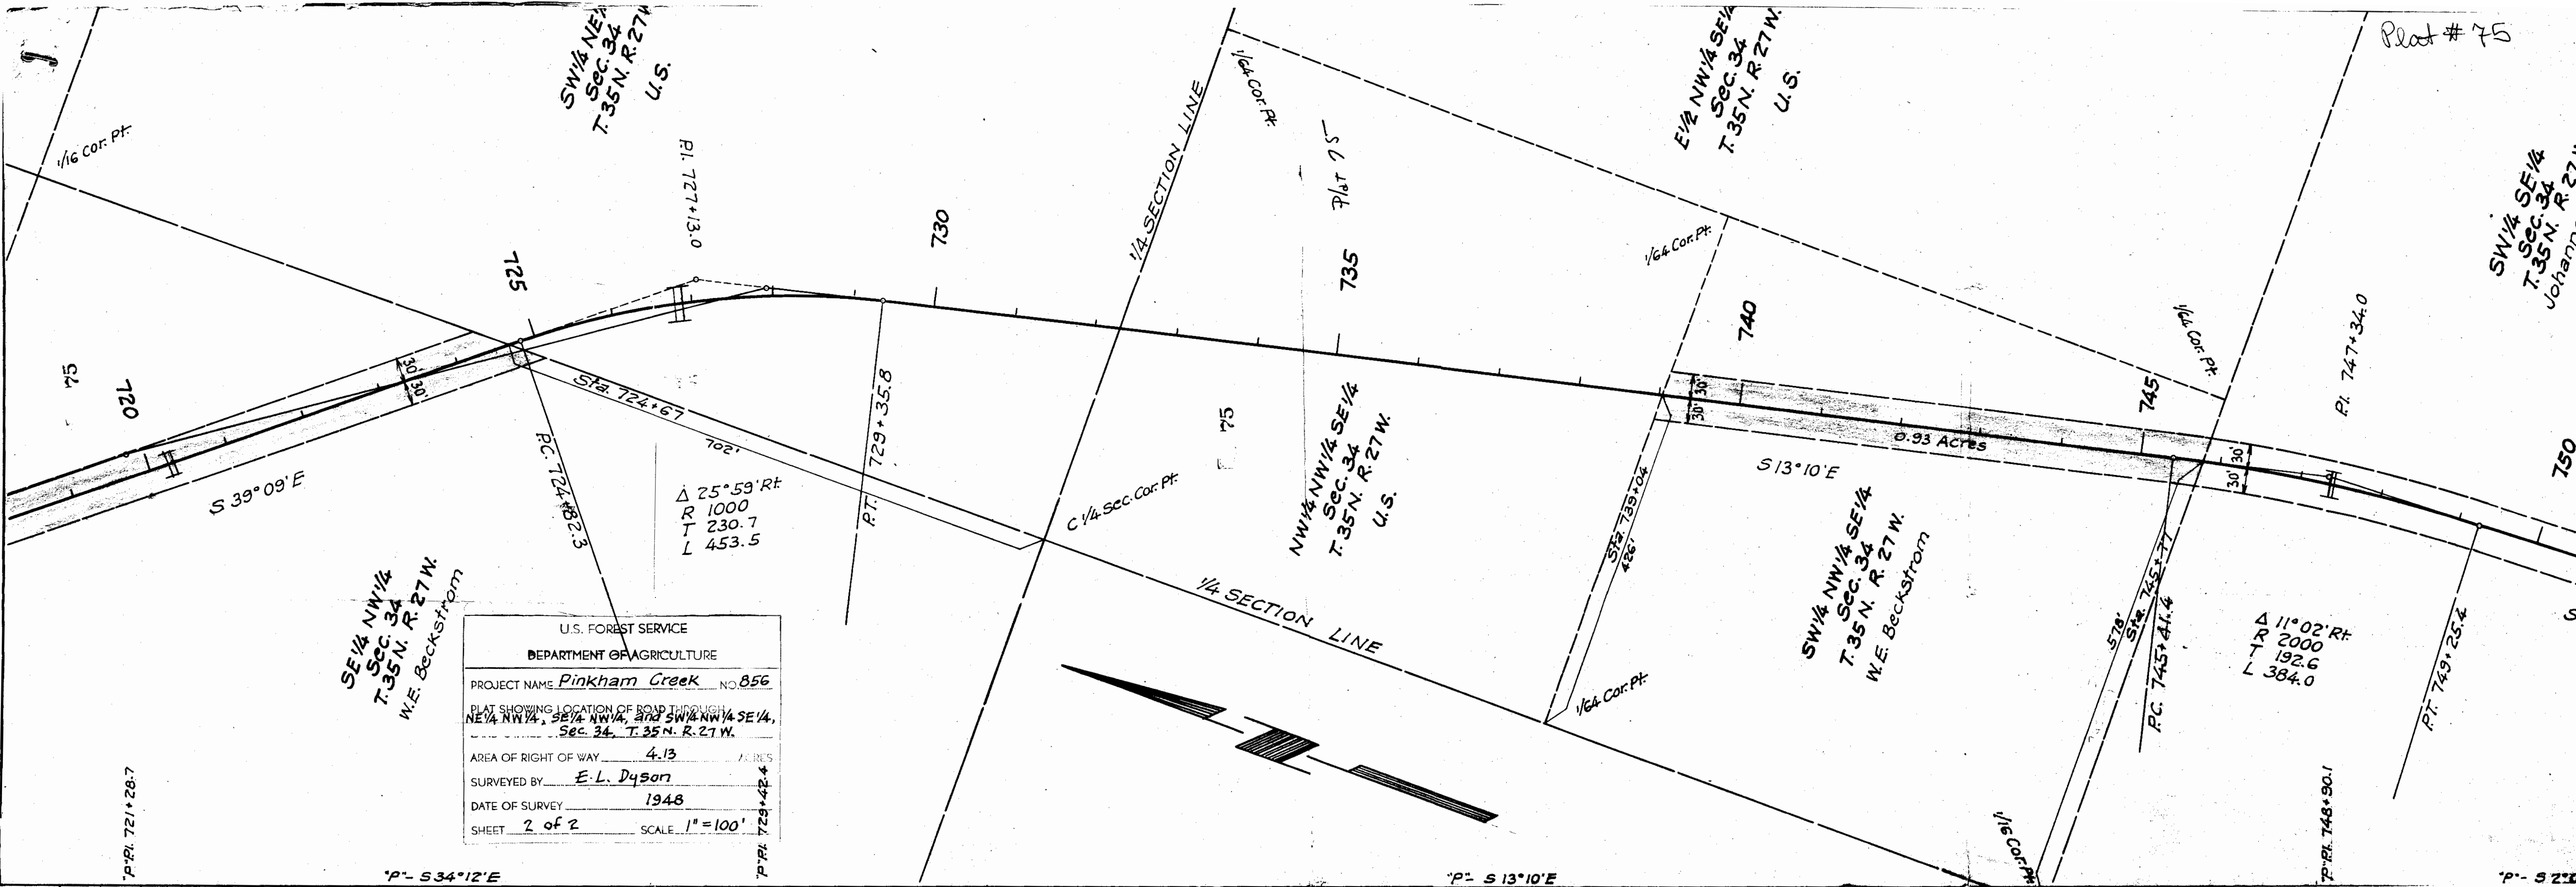 Plat # 75
SW¼ NE¼
Sec. 34
T. 35 N. R. 27 W.
U.S.
1/16 Cor. Pt.
P.I. 727+13.0
725
730
75
720
30'
30'
S 39°09'E
Sta. 724+67
702'
P.C. 724+82.3
P.T. 729+35.8
Δ 25°59' Rt.
R 1000
T 230.7
L 453.5
SE¼ NW¼
Sec. 34
T. 35 N. R. 27 W.
W.E. Beckstrom
¼ SECTION LINE
1/64 Cor. Pt.
Plat 75
735
75
C ¼ Sec. Cor. Pt.
NW¼ NW¼ SE¼
Sec. 34
T. 35 N. R. 27 W.
U.S.
¼ SECTION LINE
E½ NW¼ SE¼
Sec. 34
T. 35 N. R. 27 W.
U.S.
1/64 Cor. Pt.
740
30'
30'
0.93 Acres
S 13°10'E
Sta. 739+04
426'
1/64 Cor. Pt.
SW¼ NW¼ SE¼
Sec. 34
T. 35 N. R. 27 W.
W.E. Beckstrom
745
1/64 Cor. Pt.
30'
30'
578'
Sta. 745+77
P.C. 745+41.4
P.I. 747+34.0
Δ 11°02' Rt.
R 2000
T 192.6
L 384.0
P.T. 749+25.4
750
SW¼ SE¼
Sec. 34
T. 35 N. R. 27
1/16 Cor. Pt.
U.S. FOREST SERVICE
DEPARTMENT OF AGRICULTURE
PROJECT NAME Pinkham Creek NO. 856
PLAT SHOWING LOCATION OF ROAD THROUGH
NE¼ NW¼, SE¼ NW¼, and SW¼ NW¼ SE¼,
Sec. 34, T. 35 N. R. 27 W.
AREA OF RIGHT OF WAY 4.13 ACRES
SURVEYED BY E.L. Dyson
DATE OF SURVEY 1948
SHEET 2 of 2 SCALE 1"=100'
"P" P.I. 721+28.7
"P"- S 34°12'E
"P" P.I. 729+42.4
"P"- S 13°10'E
"P" P.I. 748+90.1